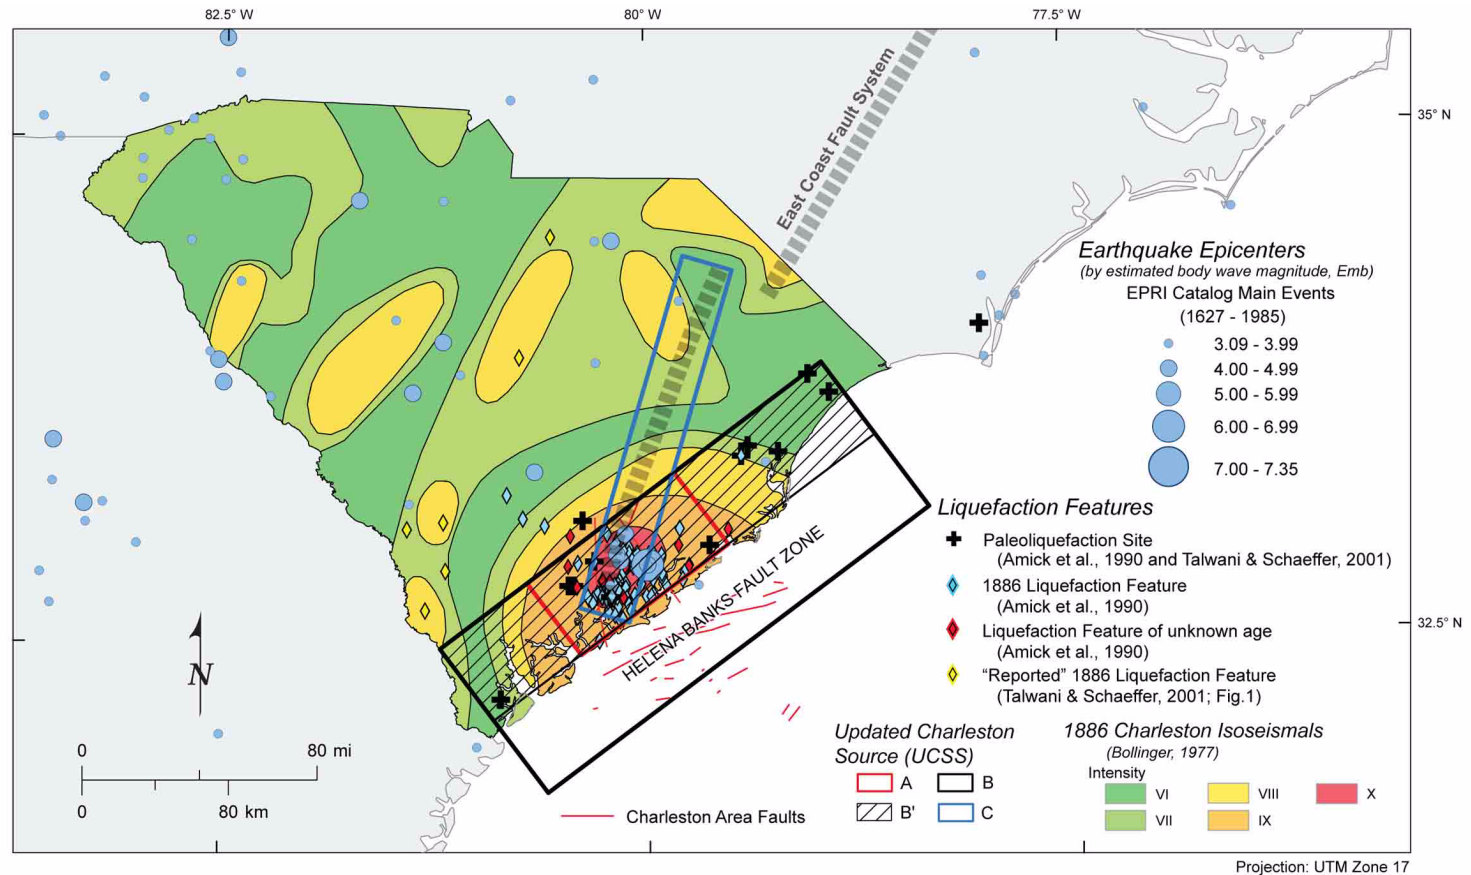 82.5° W
80° W
77.5° W
35° N
East Coast Fault System
Earthquake Epicenters
(by estimated body wave magnitude, Emb)
EPRI Catalog Main Events
(1627 - 1985)
3.09 - 3.99
4.00 - 4.99
5.00 - 5.99
6.00 - 6.99
7.00 - 7.35
Liquefaction Features
Paleoliquefaction Site
(Amick et al., 1990 and Talwani & Schaeffer, 2001)
1886 Liquefaction Feature
(Amick et al., 1990)
Liquefaction Feature of unknown age
(Amick et al., 1990)
“Reported” 1886 Liquefaction Feature
(Talwani & Schaeffer, 2001; Fig.1)
32.5° N
HELENA BANKS FAULT ZONE
N
0
80 mi
0
80 km
Charleston Area Faults
Updated Charleston
Source (UCSS)
A
B
B'
C
1886 Charleston Isoseismals
(Bollinger, 1977)
Intensity
VI
VIII
X
VII
IX
Projection: UTM Zone 17